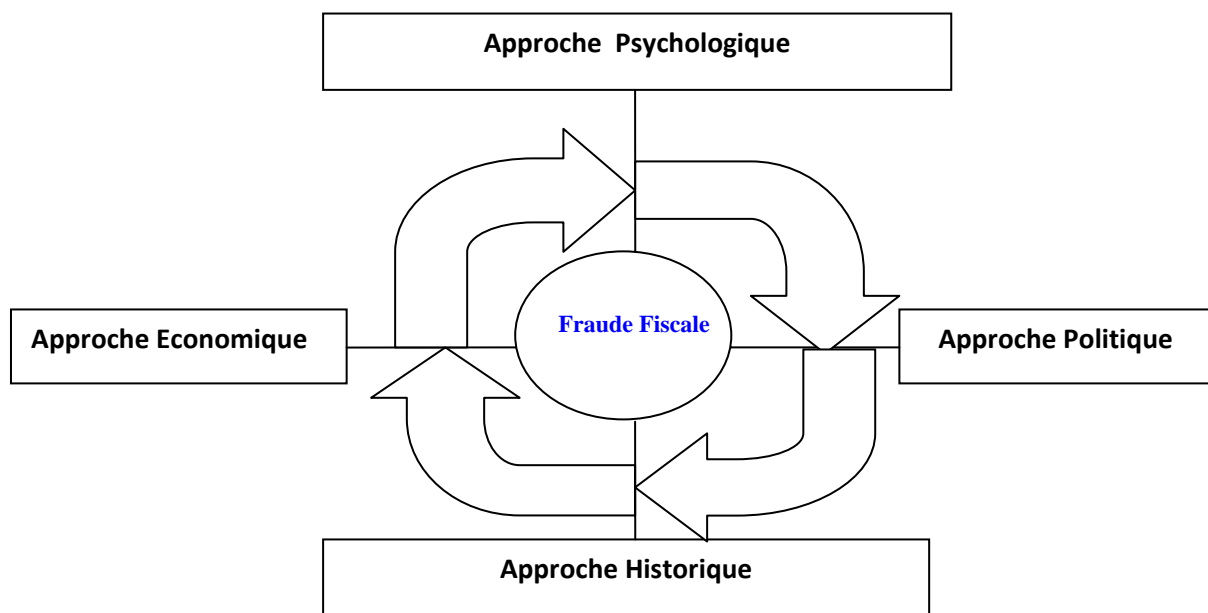 Approche Psychologique
Fraude Fiscale
Approche Economique
Approche Politique
Approche Historique